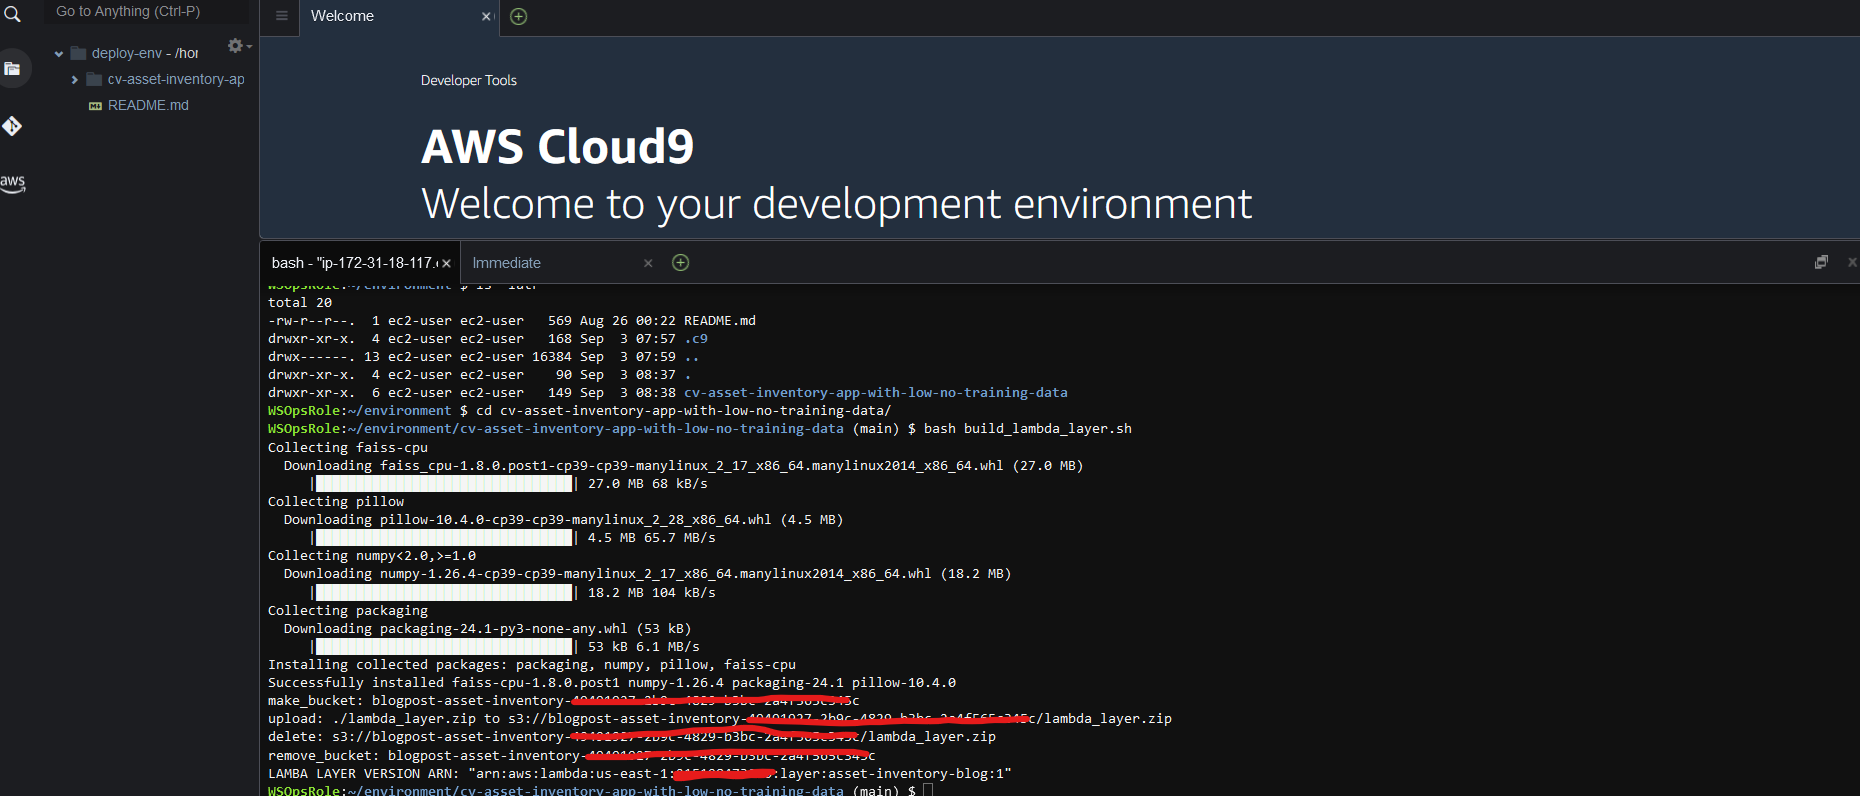 Go to Anything (Ctrl-P)
deploy-env - /hor
cv-asset-inventory-ap
README.md
aws
Welcome
Developer Tools
AWS Cloud9
Welcome to your development environment
bash - "ip-172-31-18-117.
Immediate
WSOpsRole:~/environment $ ls -latr
total 20
-rw-r--r--. 1 ec2-user ec2-user 569 Aug 26 00:22 README.md
drwxr-xr-x. 4 ec2-user ec2-user 168 Sep 3 07:57 .c9
drwx------. 13 ec2-user ec2-user 16384 Sep 3 07:59 ..
drwxr-xr-x. 4 ec2-user ec2-user 90 Sep 3 08:37 .
drwxr-xr-x. 6 ec2-user ec2-user 149 Sep 3 08:38 cv-asset-inventory-app-with-low-no-training-data
WSOpsRole:~/environment $ cd cv-asset-inventory-app-with-low-no-training-data/
WSOpsRole:~/environment/cv-asset-inventory-app-with-low-no-training-data (main) $ bash build_lambda_layer.sh
Collecting faiss-cpu
Downloading faiss_cpu-1.8.0.post1-cp39-cp39-manylinux_2_17_x86_64.manylinux2014_x86_64.whl (27.0 MB)
27.0 MB 68 kB/s
Collecting pillow
Downloading pillow-10.4.0-cp39-cp39-manylinux_2_28_x86_64.whl (4.5 MB)
4.5 MB 65.7 MB/s
Collecting numpy<2.0,>=1.0
Downloading numpy-1.26.4-cp39-cp39-manylinux_2_17_x86_64.manylinux2014_x86_64.whl (18.2 MB)
18.2 MB 104 kB/s
Collecting packaging
Downloading packaging-24.1-py3-none-any.whl (53 kB)
53 kB 6.1 MB/s
Installing collected packages: packaging, numpy, pillow, faiss-cpu
Successfully installed faiss-cpu-1.8.0.post1 numpy-1.26.4 packaging-24.1 pillow-10.4.0
make_bucket: blogpost-asset-inventory-
upload: ./lambda_layer.zip to s3://blogpost-asset-inventory- /lambda_layer.zip
delete: s3://blogpost-asset-inventory- /lambda_layer.zip
remove_bucket: blogpost-asset-inventory-
LAMBA LAYER VERSION ARN: "arn:aws:lambda:us-east-1: :layer:asset-inventory-blog:1"
WSOpsRole:~/environment/cv-asset-inventory-app-with-low-no-training-data (main) $